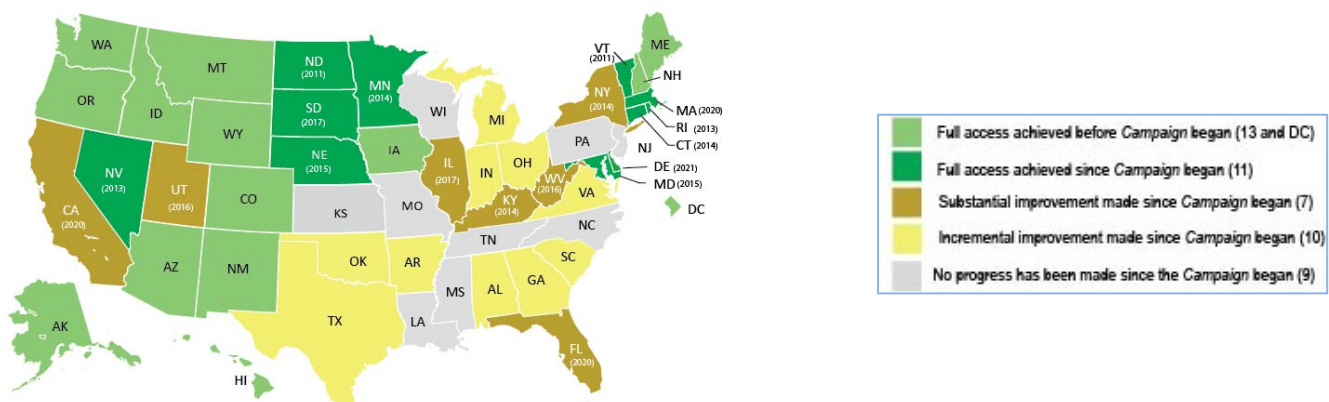 WA
MT
OR
ID
WY
ND
(2011)
MN
(2014)
SD
(2017)
NE
(2015)
WI
MI
IA
NV
(2013)
UT
(2016)
CO
CA
(2020)
AZ
NM
KS
MO
IL
(2017)
IN
OH
KY
(2014)
WV
(2016)
VA
PA
NY
(2014)
VT
(2011)
ME
NH
MA (2020)
RI (2013)
CT
(2014)
NJ
DE (2021)
MD (2015)
DC
NC
TN
SC
OK
AR
TX
LA
MS
AL
GA
FL
(2020)
AK
HI
Full access achieved before Campaign began (13 and DC)
Full access achieved since Campaign began (11)
Substantial improvement made since Campaign began (7)
Incremental improvement made since Campaign began (10)
No progress has been made since the Campaign began (9)